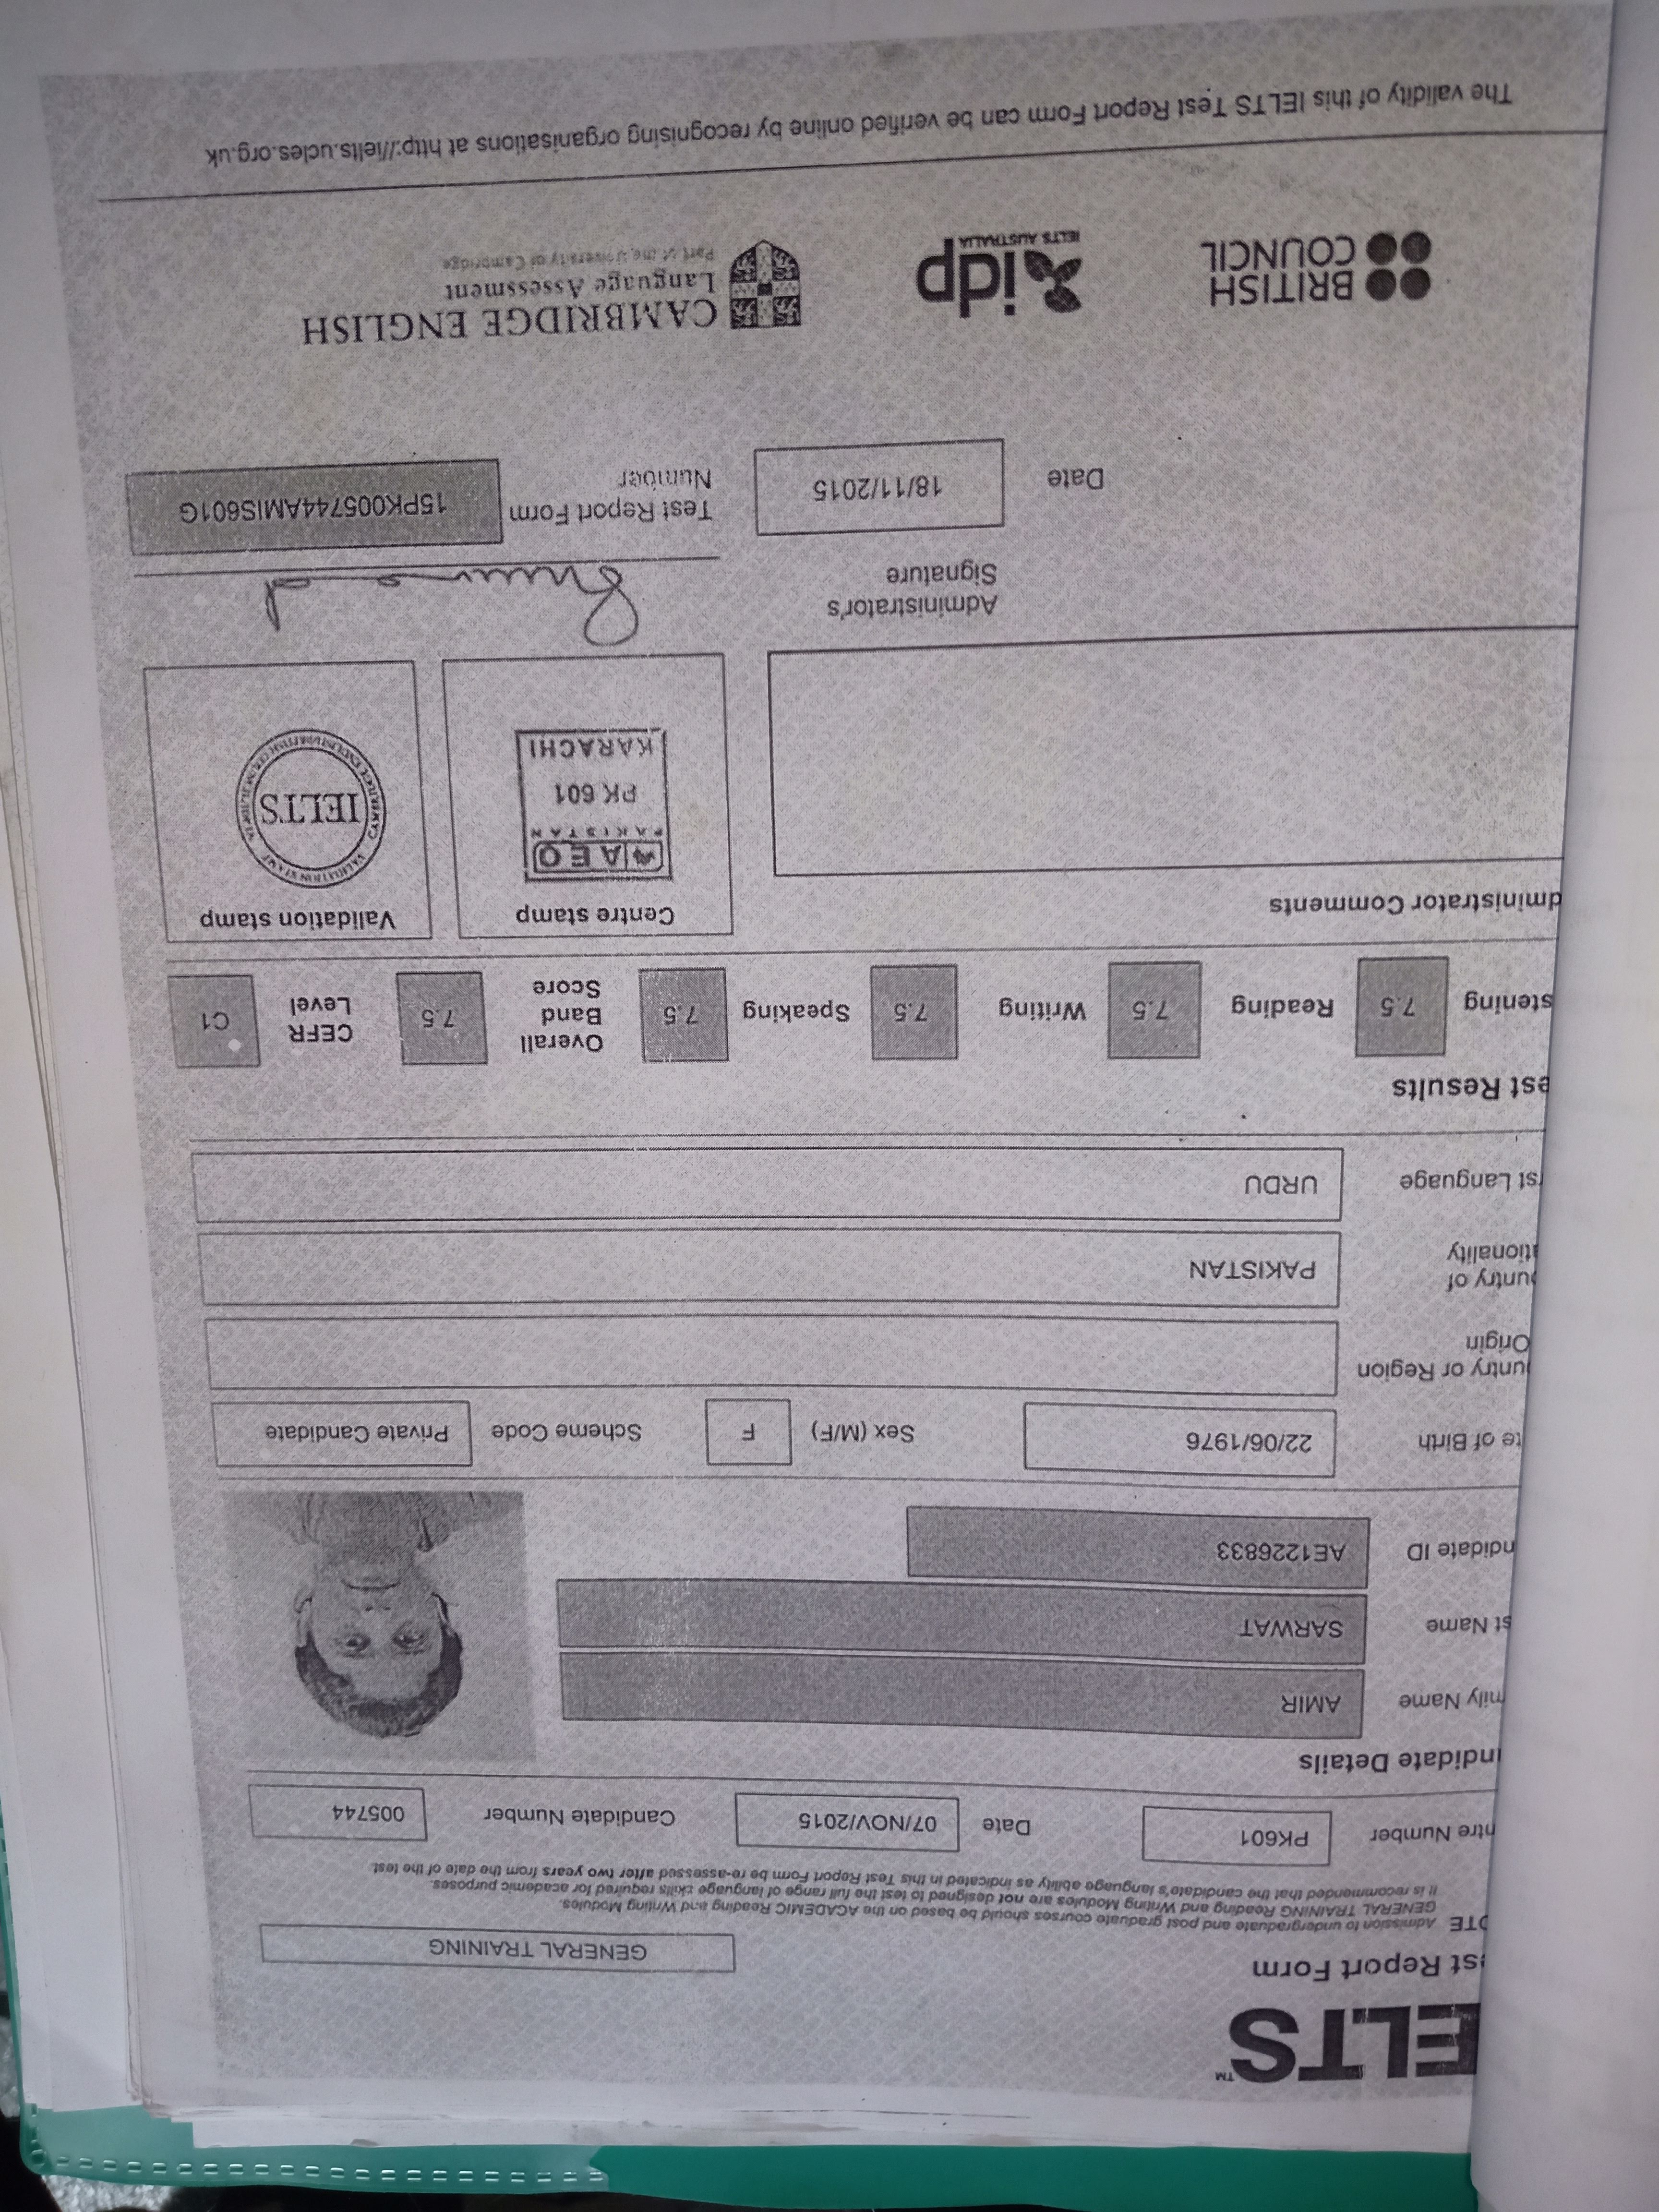 IELTS™
est Report Form
GENERAL TRAINING
OTE Admission to undergraduate and post graduate courses should be based on the ACADEMIC Reading and Writing Modules.
GENERAL TRAINING Reading and Writing Modules are not designed to test the full range of language skills required for academic purposes.
It is recommended that the candidate's language ability as indicated in this Test Report Form be re-assessed after two years from the date of the test.
ntre Number PK601 Date 07/NOV/2015 Candidate Number 005744
ndidate Details
mily Name AMIR
st Name SARWAT
ndidate ID AE1226833
te of Birth 22/06/1976 Sex (M/F) F Scheme Code Private Candidate
untry or Region
Origin
ountry of
tionality PAKISTAN
rst Language URDU
est Results
stening 7.5 Reading 7.5 Writing 7.5 Speaking 7.5 Overall Band Score 7.5 CEFR Level C1
dministrator Comments
Centre stamp
AEO
PAKISTAN
PK 601
KARACHI
Validation stamp
VALIDATION STAMP
IELTS
Administrator's
Signature
Date 18/11/2015
Test Report Form
Number 15PK005744AMIS601G
BRITISH
COUNCIL
idp
IELTS AUSTRALIA
CAMBRIDGE ENGLISH
Language Assessment
Part of the University of Cambridge
The validity of this IELTS Test Report Form can be verified online by recognising organisations at http://ielts.ucles.org.uk